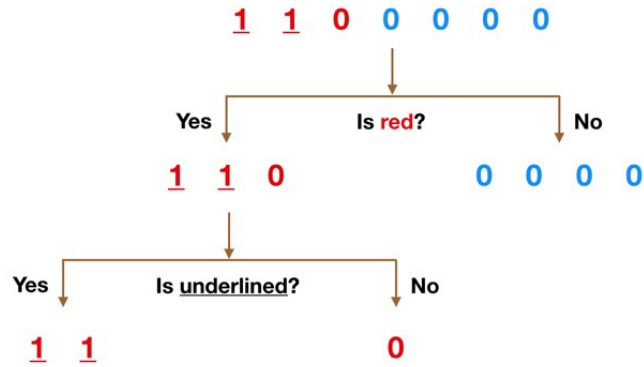 1 1 0 0 0 0 0
Yes Is red? No
1 1 0 0 0 0 0
Yes Is underlined? No
1 1 0